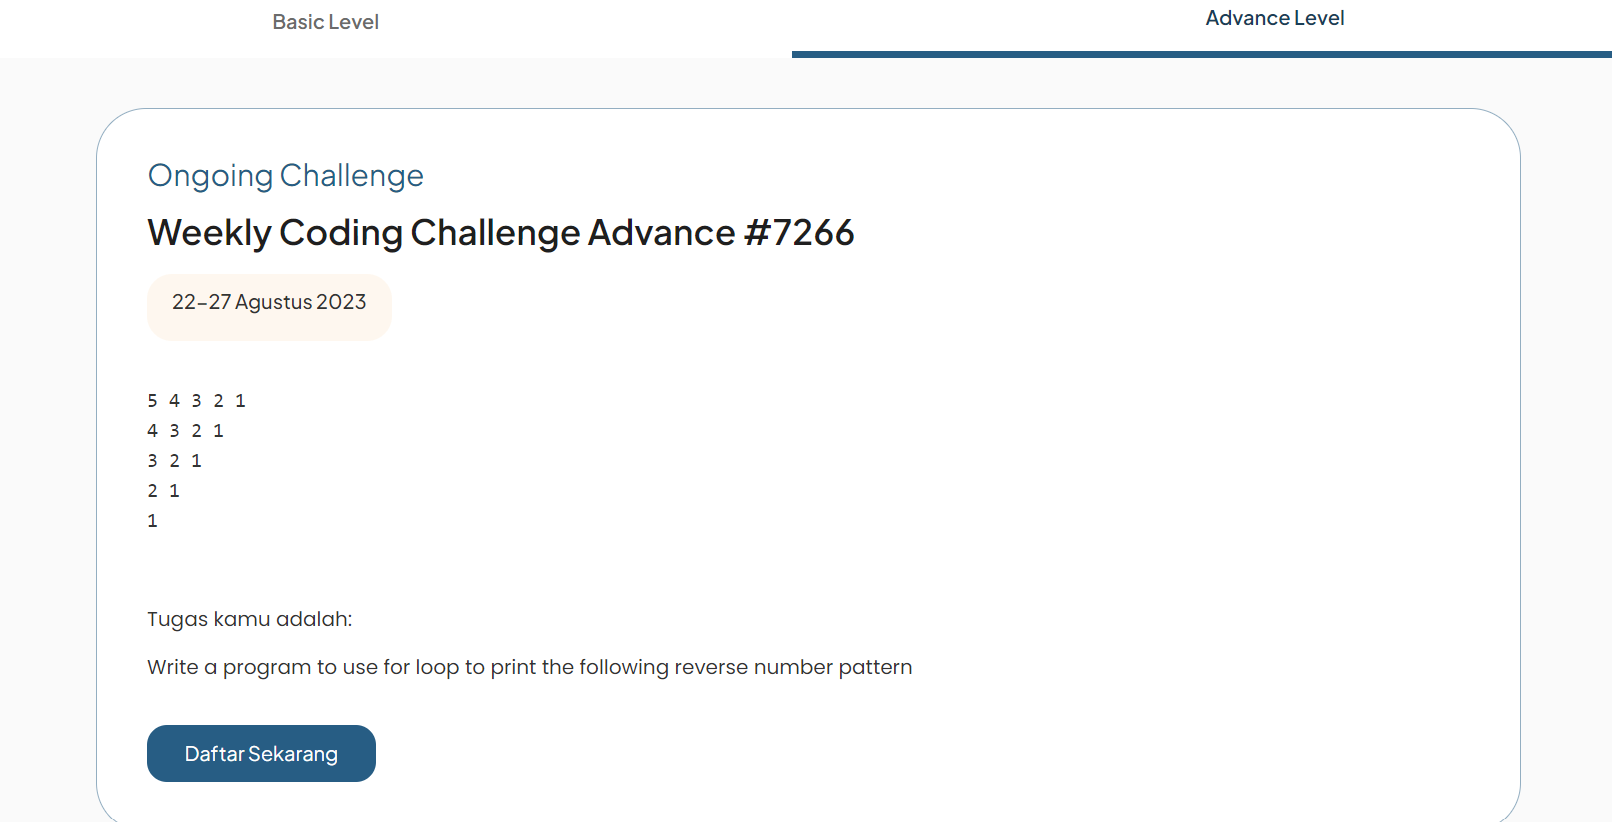 Basic Level
Advance Level
Ongoing Challenge
Weekly Coding Challenge Advance #7266
22–27 Agustus 2023
5 4 3 2 1
4 3 2 1
3 2 1
2 1
1
Tugas kamu adalah:
Write a program to use for loop to print the following reverse number pattern
Daftar Sekarang